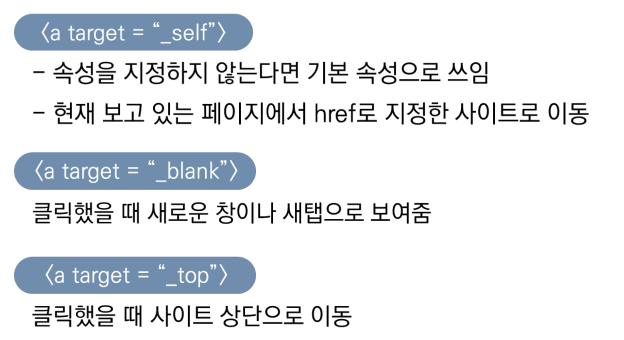 〈a target = “_self”〉
- 속성을 지정하지 않는다면 기본 속성으로 쓰임
- 현재 보고 있는 페이지에서 href로 지정한 사이트로 이동
〈a target = “_blank”〉
클릭했을 때 새로운 창이나 새탭으로 보여줌
〈a target = “_top”〉
클릭했을 때 사이트 상단으로 이동